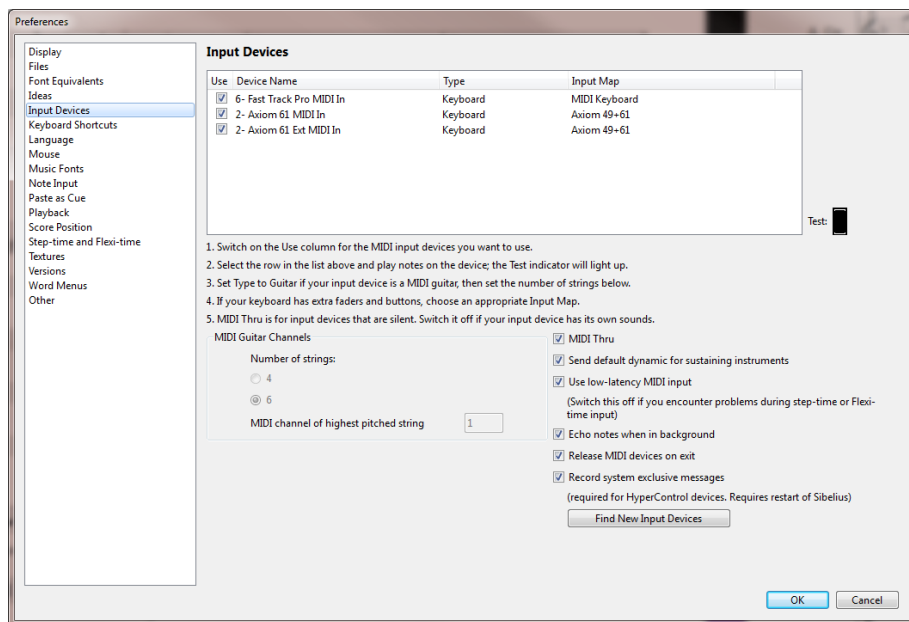 Preferences
Display
Files
Font Equivalents
Ideas
Input Devices
Keyboard Shortcuts
Language
Mouse
Music Fonts
Note Input
Paste as Cue
Playback
Score Position
Step-time and Flexi-time
Textures
Versions
Word Menus
Other
Input Devices
Use Device Name Type Input Map
6- Fast Track Pro MIDI In Keyboard MIDI Keyboard
2- Axiom 61 MIDI In Keyboard Axiom 49+61
2- Axiom 61 Ext MIDI In Keyboard Axiom 49+61
Test:
1. Switch on the Use column for the MIDI input devices you want to use.
2. Select the row in the list above and play notes on the device; the Test indicator will light up.
3. Set Type to Guitar if your input device is a MIDI guitar, then set the number of strings below.
4. If your keyboard has extra faders and buttons, choose an appropriate Input Map.
5. MIDI Thru is for input devices that are silent. Switch it off if your input device has its own sounds.
MIDI Guitar Channels
Number of strings:
4
6
MIDI channel of highest pitched string 1
MIDI Thru
Send default dynamic for sustaining instruments
Use low-latency MIDI input
(Switch this off if you encounter problems during step-time or Flexi-
time input)
Echo notes when in background
Release MIDI devices on exit
Record system exclusive messages
(required for HyperControl devices. Requires restart of Sibelius)
Find New Input Devices
OK Cancel